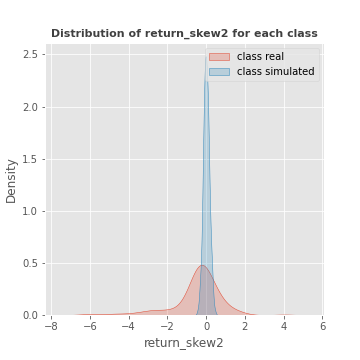 Distribution of return_skew2 for each class
class real
class simulated
Density
2.5
2.0
1.5
1.0
0.5
0.0
−8 −6 −4 −2 0 2 4 6
return_skew2